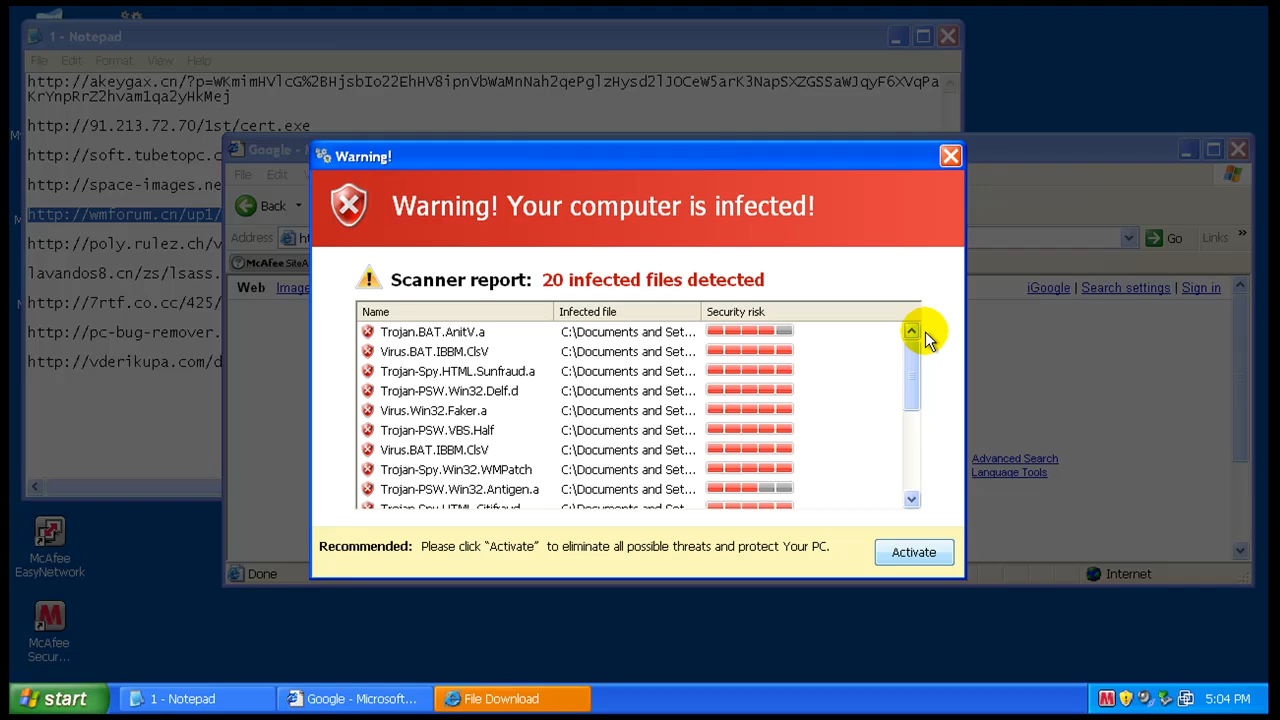 1 - Notepad
File Edit Format View Help
http://akeygax.cn/?p=WKmimHVlcG%2BHjsbIo22EhHV8ipnVbWaMnNah2qePglzHysd2lJOCeW5arK3NapSXZGSSaWJqyF6XVqPa
KrYnpRrZ2hvam1qa2yHkMej
http://91.213.72.70/1st/cert.exe
http://soft.tubetopc.c
http://space-images.ne
http://wmforum.cn/up1/
http://poly.rulez.ch/v
lavandos8.cn/zs/lsass.
http://7rtf.co.cc/425/
http://pc-bug-remover-
http://derikupa.com/d
Google -
File Edit
Back
Go Links »
Address
McAfee SiteA
Web Image
iGoogle | Search settings | Sign in
Advanced Search
Language Tools
Done
Internet
Warning!
Warning! Your computer is infected!
Scanner report: 20 infected files detected
Name Infected file Security risk
Trojan.BAT.AnitV.a C:\Documents and Set...
Virus.BAT.IBBM.ClsV C:\Documents and Set...
Trojan-Spy.HTML.Sunfraud.a C:\Documents and Set...
Trojan-PSW.Win32.Delf.d C:\Documents and Set...
Virus.Win32.Faker.a C:\Documents and Set...
Trojan-PSW.VBS.Half C:\Documents and Set...
Virus.BAT.IBBM.ClsV C:\Documents and Set...
Trojan-Spy.Win32.WMPatch C:\Documents and Set...
Trojan-PSW.Win32.Antigen.a C:\Documents and Set...
Recommended: Please click "Activate" to eliminate all possible threats and protect Your PC.
Activate
McAfee
EasyNetwork
McAfee
Secur...
start
1 - Notepad
Google - Microsoft...
File Download
5:04 PM